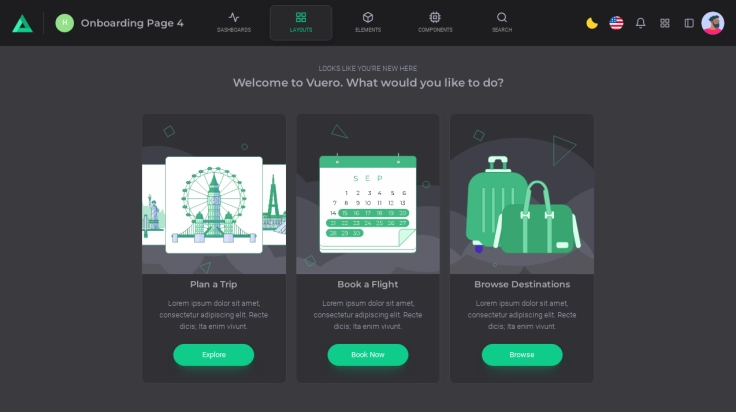 H
Onboarding Page 4
DASHBOARDS
LAYOUTS
ELEMENTS
COMPONENTS
SEARCH
LOOKS LIKE YOU'RE NEW HERE
Welcome to Vuero. What would you like to do?
SEP
1 2 3 4 5 6
7 8 9 10 11 12 13
14 15 16 17 18 19 20
21 22 23 24 25 26 27
28 29 30
Plan a Trip
Lorem ipsum dolor sit amet,
consectetur adipiscing elit. Recte
dicis; ita enim vivunt.
Explore
Book a Flight
Lorem ipsum dolor sit amet,
consectetur adipiscing elit. Recte
dicis; ita enim vivunt.
Book Now
Browse Destinations
Lorem ipsum dolor sit amet,
consectetur adipiscing elit. Recte
dicis; ita enim vivunt.
Browse